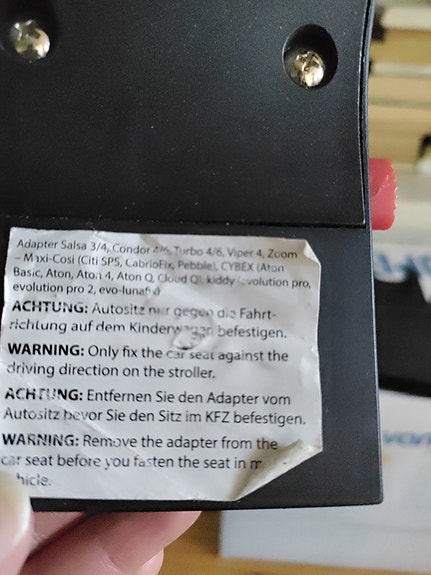 Adapter Salsa 3/4, Condor 4/6, Turbo 4/6, Viper 4, Zoom
– Maxi-Cosi (Citi SPS, CabrioFix, Pebble), CYBEX (Aton
Basic, Aton, Aton 4, Aton Q, Cloud Q), kiddy (evolution pro,
evolution pro 2, evo-lunafi
ACHTUNG: Autositz nur gegen die Fahrt-
richtung auf dem Kinderwagen befestigen.
WARNING: Only fix the car seat against the
driving direction on the stroller.
ACHTUNG: Entfernen Sie den Adapter vom
Autositz bevor Sie den Sitz im KFZ befestigen.
WARNING: Remove the adapter from the
car seat before you fasten the seat in
hicle.